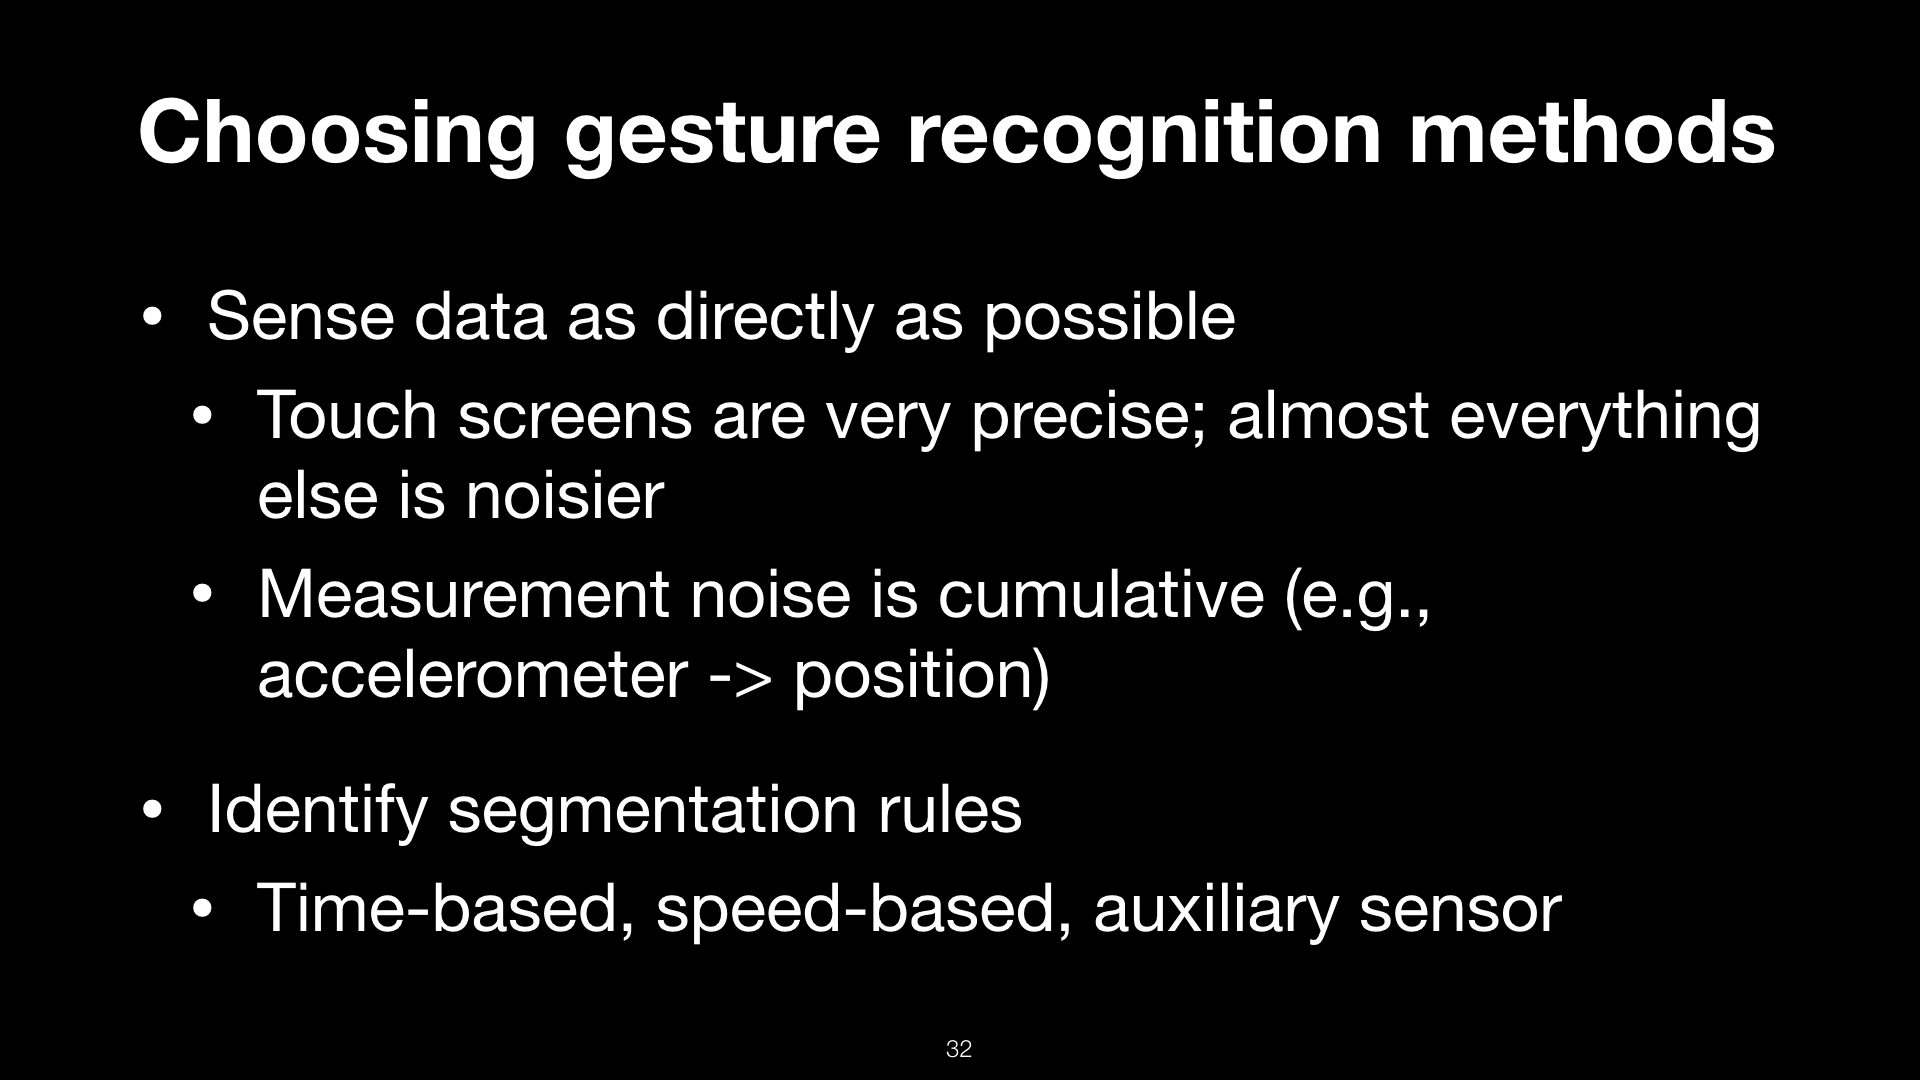 Choosing gesture recognition methods
• Sense data as directly as possible
• Touch screens are very precise; almost everything
else is noisier
• Measurement noise is cumulative (e.g.,
accelerometer -> position)
• Identify segmentation rules
• Time-based, speed-based, auxiliary sensor
32